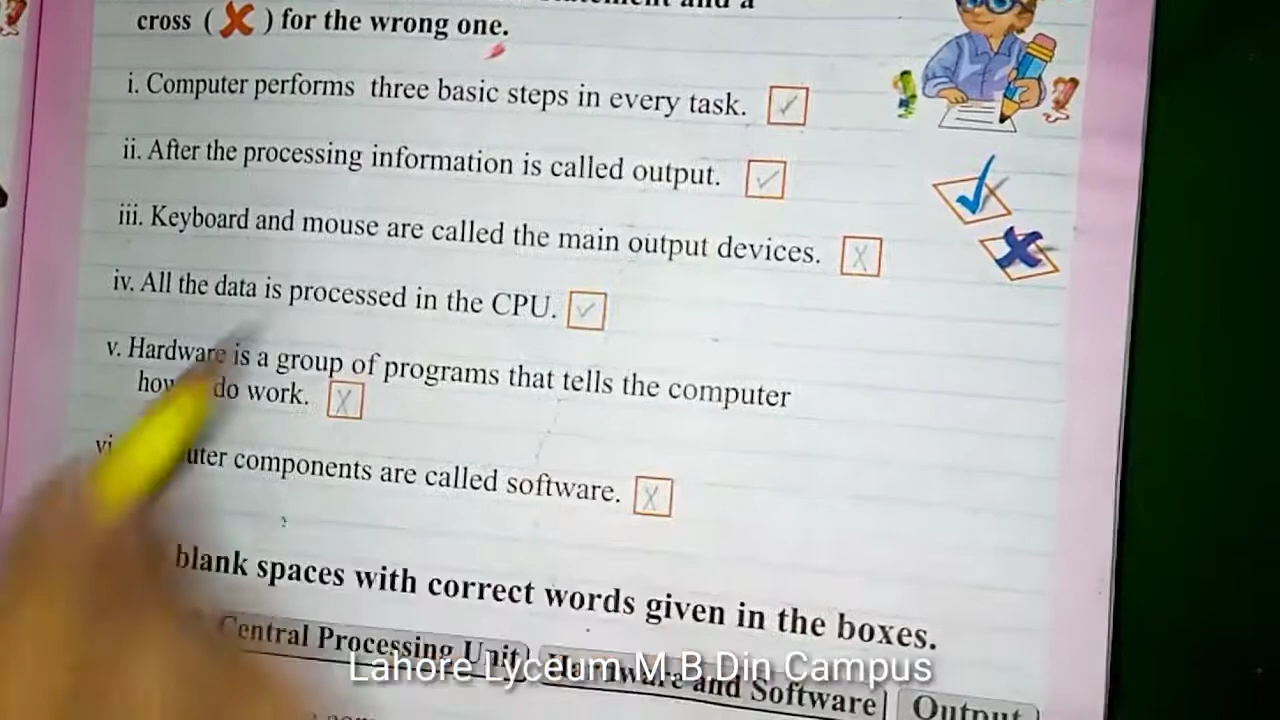 cross ( ✗ ) for the wrong one.
i. Computer performs three basic steps in every task. ✓
ii. After the processing information is called output. ✓
iii. Keyboard and mouse are called the main output devices. X
iv. All the data is processed in the CPU. ✓
v. Hardware is a group of programs that tells the computer
do work. X
components are called software. X
blank spaces with correct words given in the boxes.
Central Processing Unit Hardware and Software Output
Lahore Lyceum M.B.Din Campus